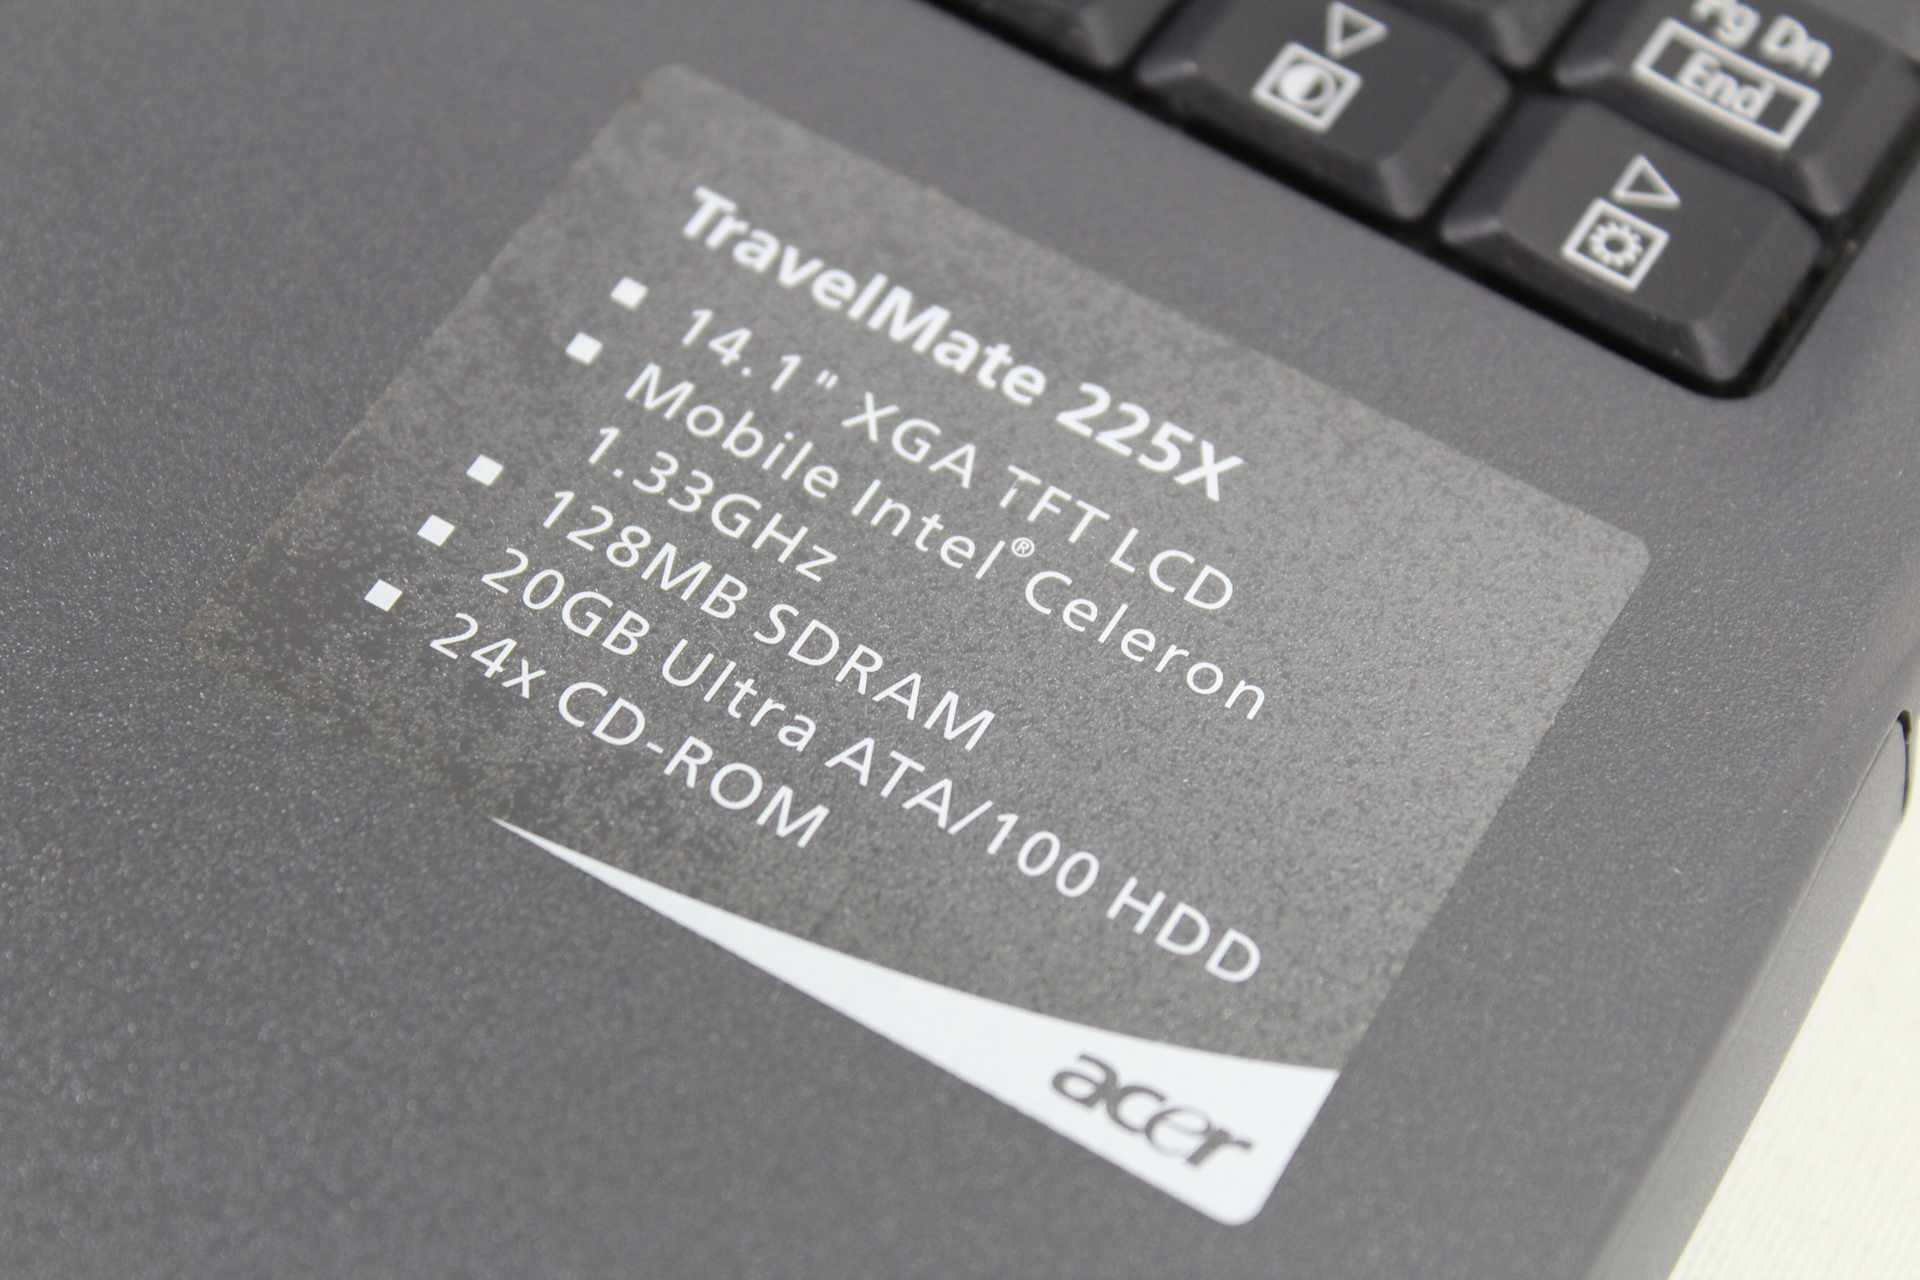 Pg Dn
End
TravelMate 225X
14.1" XGA TFT LCD
Mobile Intel® Celeron
1.33GHz
128MB SDRAM
20GB Ultra ATA/100 HDD
24x CD-ROM
acer